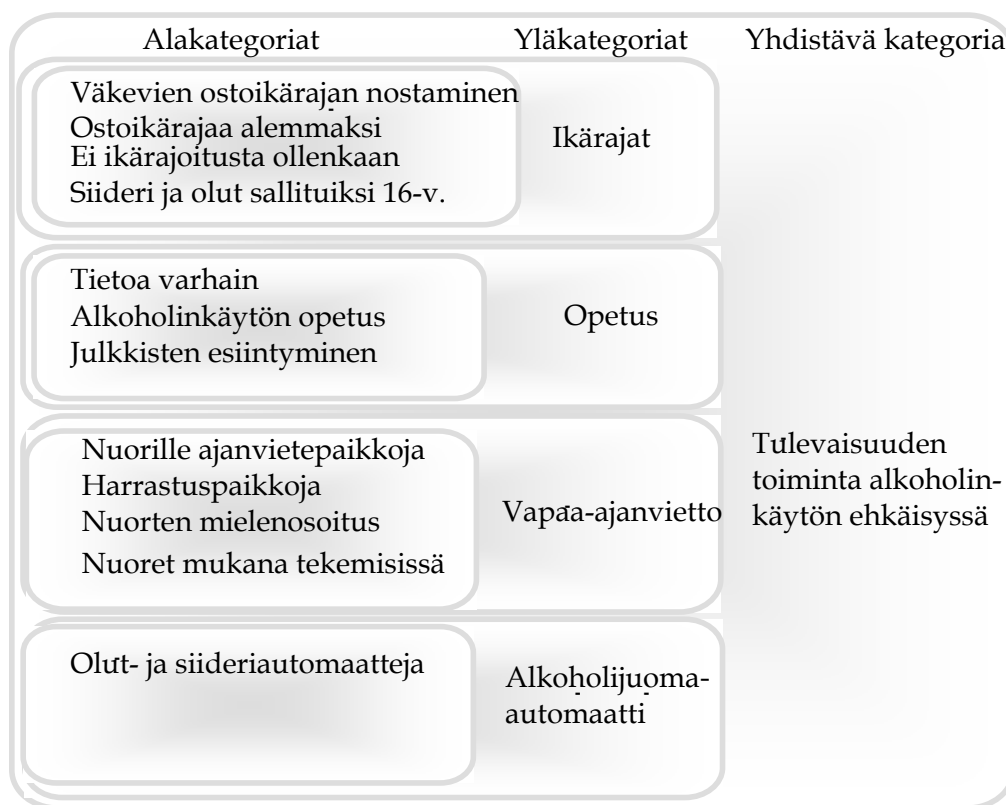 Alakategoriat Yläkategoriat Yhdistävä kategoria
Väkevien ostoikärajan nostaminen
Ostoikärajaa alemmaksi
Ei ikärajoitusta ollenkaan
Siideri ja olut sallituiksi 16-v.
Ikärajat
Tietoa varhain
Alkoholinkäytön opetus
Julkkisten esiintyminen
Opetus
Nuorille ajanvietepaikkoja
Harrastuspaikkoja
Nuorten mielenosoitus
Nuoret mukana tekemisissä
Vapaa-ajanvietto
Olut- ja siideriautomaatteja
Alkoholijuoma-
automaatti
Tulevaisuuden
toiminta alkoholin-
käytön ehkäisyssä